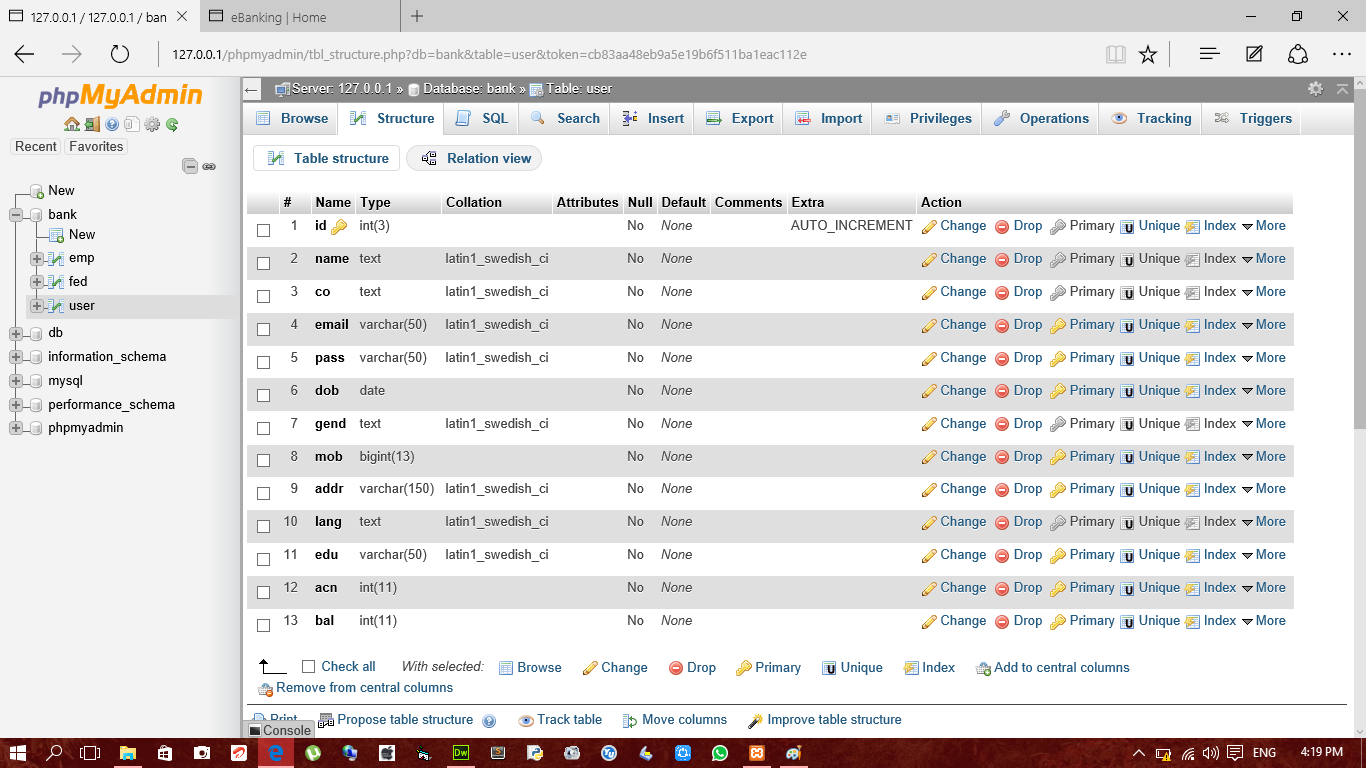 127.0.0.1 / 127.0.0.1 / ban
eBanking | Home
127.0.0.1/phpmyadmin/tbl_structure.php?db=bank&table=user&token=cb83aa48eb9a5e19b6f511ba1eac112e
phpMyAdmin
Recent Favorites
New
bank
New
emp
fed
user
db
information_schema
mysql
performance_schema
phpmyadmin
Server: 127.0.0.1 » Database: bank » Table: user
Browse Structure SQL Search Insert Export Import Privileges Operations Tracking Triggers
Table structure Relation view
# Name Type Collation Attributes Null Default Comments Extra Action
1 id int(3) No None AUTO_INCREMENT Change Drop Primary Unique Index More
2 name text latin1_swedish_ci No None Change Drop Primary Unique Index More
3 co text latin1_swedish_ci No None Change Drop Primary Unique Index More
4 email varchar(50) latin1_swedish_ci No None Change Drop Primary Unique Index More
5 pass varchar(50) latin1_swedish_ci No None Change Drop Primary Unique Index More
6 dob date No None Change Drop Primary Unique Index More
7 gend text latin1_swedish_ci No None Change Drop Primary Unique Index More
8 mob bigint(13) No None Change Drop Primary Unique Index More
9 addr varchar(150) latin1_swedish_ci No None Change Drop Primary Unique Index More
10 lang text latin1_swedish_ci No None Change Drop Primary Unique Index More
11 edu varchar(50) latin1_swedish_ci No None Change Drop Primary Unique Index More
12 acn int(11) No None Change Drop Primary Unique Index More
13 bal int(11) No None Change Drop Primary Unique Index More
Check all With selected: Browse Change Drop Primary Unique Index Add to central columns
Remove from central columns
Print Propose table structure Track table Move columns Improve table structure
Console
Dw
ENG 4:19 PM